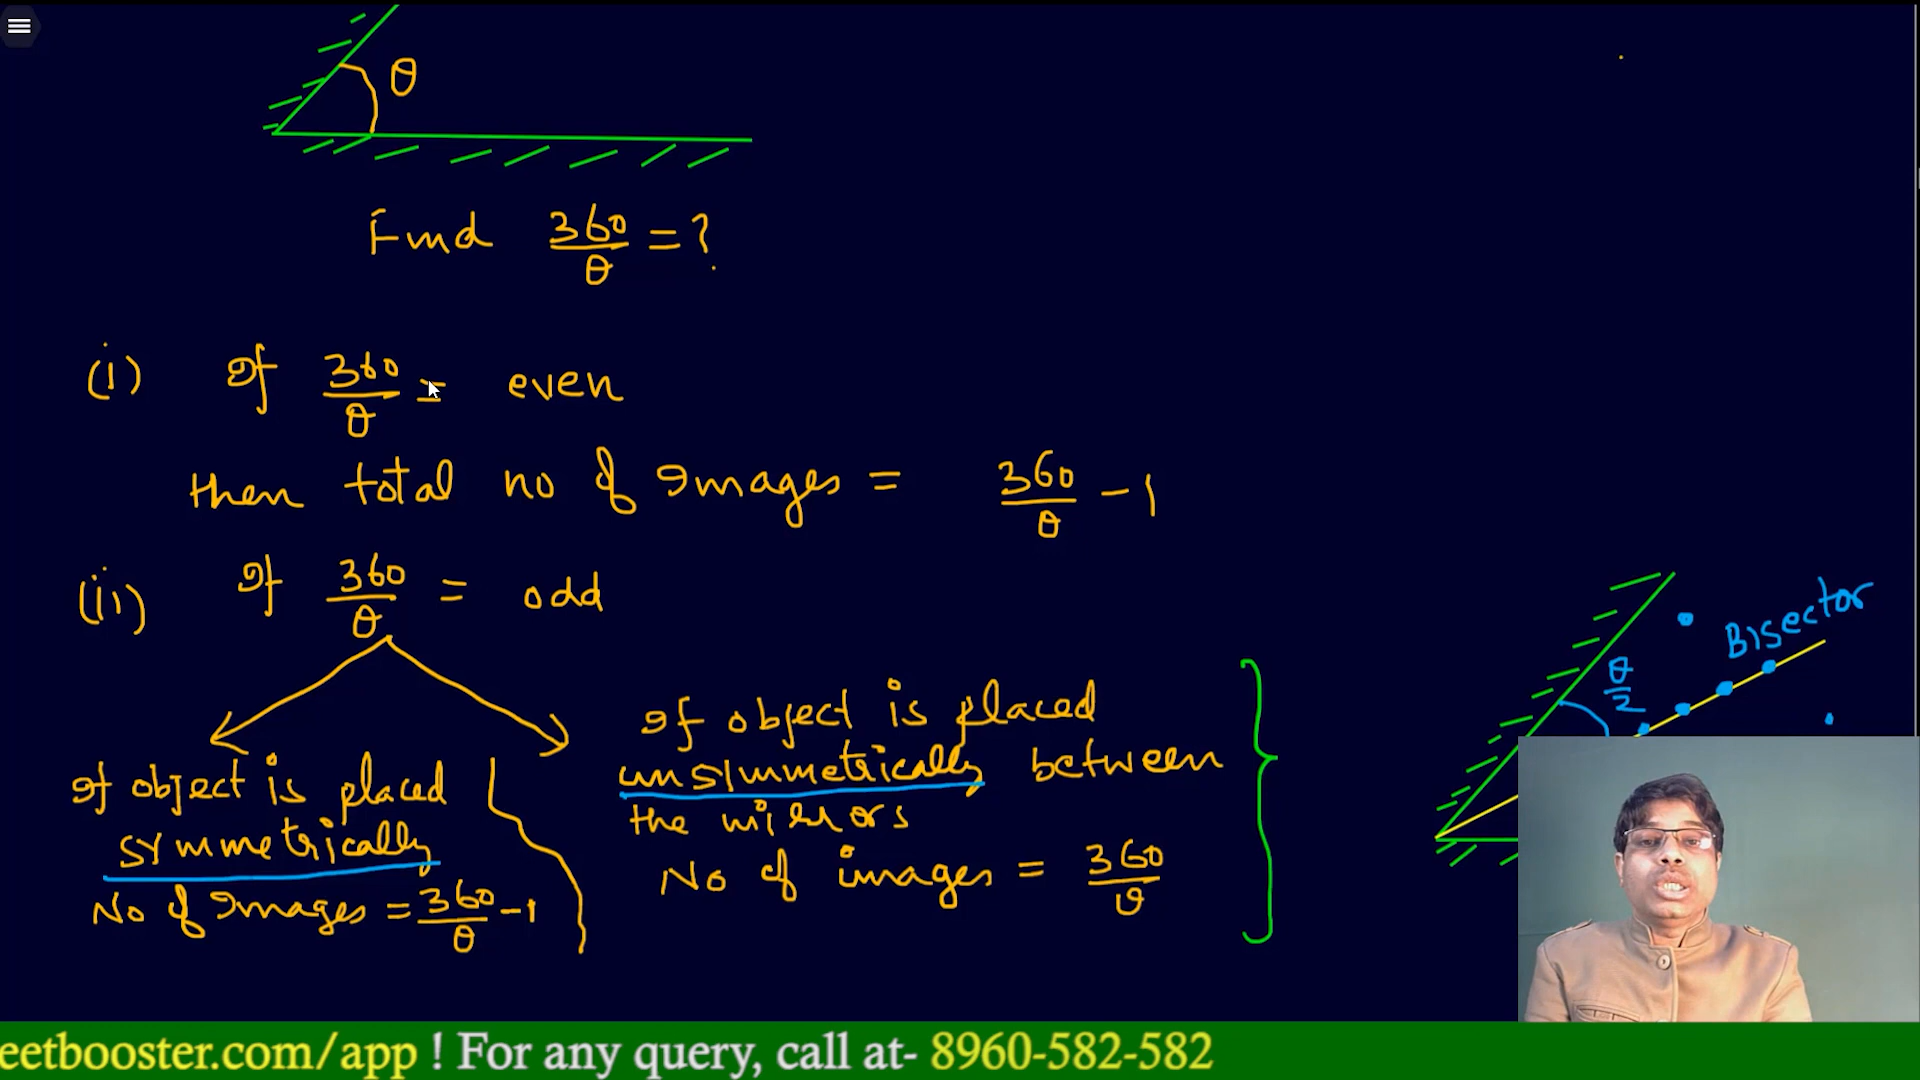 θ
Find 360/θ = ?
(i) If 360/θ = even
then total no of Images = 360/θ - 1
(ii) If 360/θ = odd
If object is placed
symmetrically
No of Images = 360/θ - 1
If object is placed
unsymmetrically between
the mirrors
No of images = 360/θ
Bisector
θ/2
eetbooster.com/app ! For any query, call at- 8960-582-582